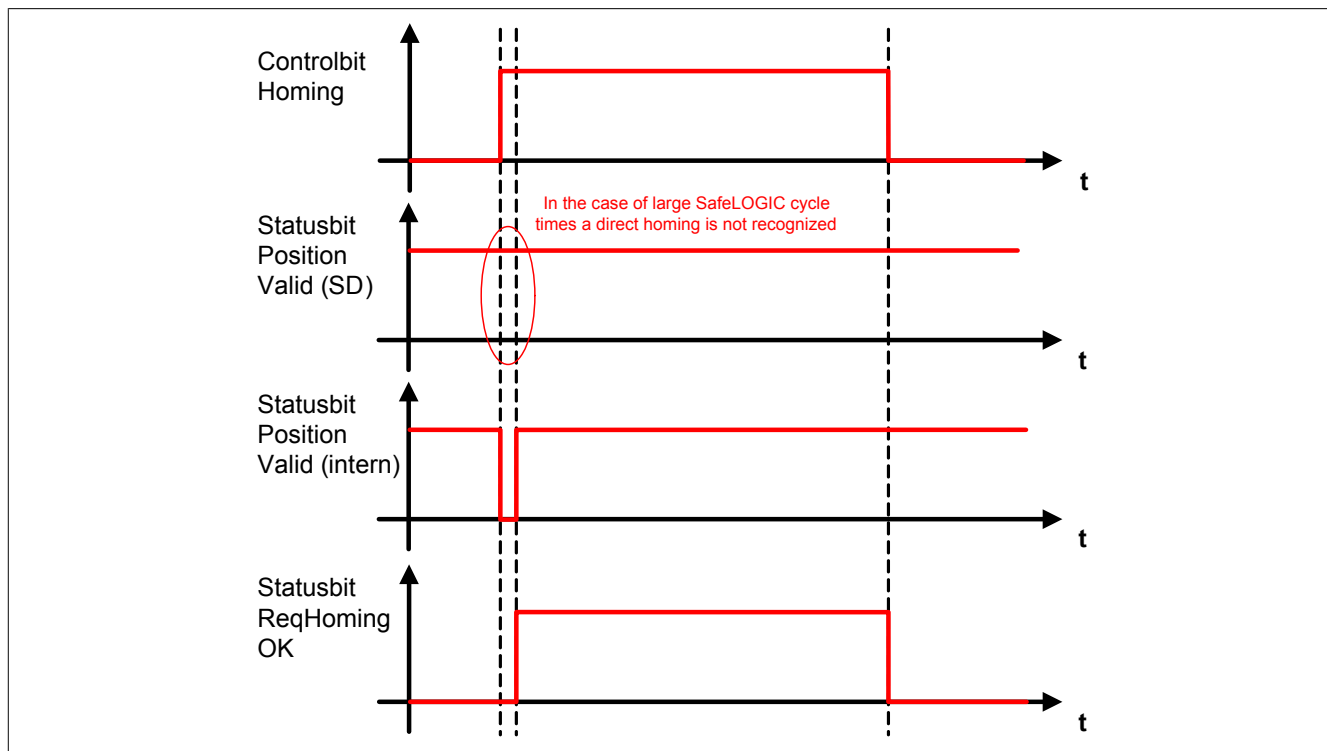 Controlbit
Homing
t
In the case of large SafeLOGIC cycle
times a direct homing is not recognized
Statusbit
Position
Valid (SD)
t
Statusbit
Position
Valid (intern)
t
Statusbit
ReqHoming
OK
t